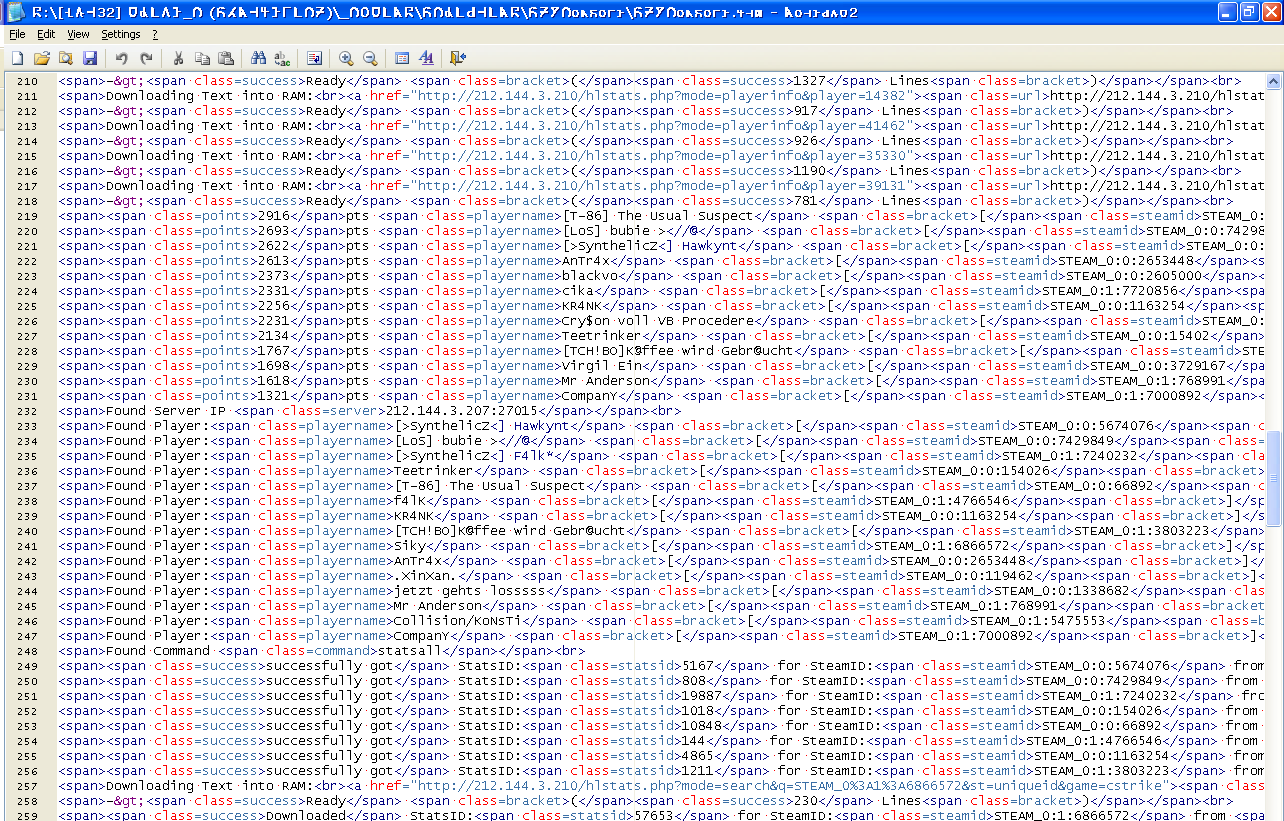 File Edit View Settings ?
210 <span>-&gt;<span class=success>Ready</span> <span class=bracket>(</span><span class=success>1327</span> Lines<span class=bracket>)</span></span><br>
211 <span>Downloading Text into RAM:<br><a href="http://212.144.3.210/hlstats.php?mode=playerinfo&player=14382"><span class=url>http://212.144.3.210/hlstat
212 <span>-&gt;<span class=success>Ready</span> <span class=bracket>(</span><span class=success>917</span> Lines<span class=bracket>)</span></span><br>
213 <span>Downloading Text into RAM:<br><a href="http://212.144.3.210/hlstats.php?mode=playerinfo&player=41462"><span class=url>http://212.144.3.210/hlstat
214 <span>-&gt;<span class=success>Ready</span> <span class=bracket>(</span><span class=success>926</span> Lines<span class=bracket>)</span></span><br>
215 <span>Downloading Text into RAM:<br><a href="http://212.144.3.210/hlstats.php?mode=playerinfo&player=35330"><span class=url>http://212.144.3.210/hlstat
216 <span>-&gt;<span class=success>Ready</span> <span class=bracket>(</span><span class=success>1190</span> Lines<span class=bracket>)</span></span><br>
217 <span>Downloading Text into RAM:<br><a href="http://212.144.3.210/hlstats.php?mode=playerinfo&player=39131"><span class=url>http://212.144.3.210/hlstat
218 <span>-&gt;<span class=success>Ready</span> <span class=bracket>(</span><span class=success>781</span> Lines<span class=bracket>)</span></span><br>
219 <span><span class=points>2916</span>pts <span class=playername>[T-86] The Usual Suspect</span> <span class=bracket>[</span><span class=steamid>STEAM_0:
220 <span><span class=points>2693</span>pts <span class=playername>[LoS] bubie ><//@</span> <span class=bracket>[</span><span class=steamid>STEAM_0:0:74298
221 <span><span class=points>2622</span>pts <span class=playername>[>SynthelicZ<] Hawkynt</span> <span class=bracket>[</span><span class=steamid>STEAM_0:0:
222 <span><span class=points>2613</span>pts <span class=playername>AnTr4x</span> <span class=bracket>[</span><span class=steamid>STEAM_0:0:2653448</span><s
223 <span><span class=points>2373</span>pts <span class=playername>blackvo</span> <span class=bracket>[</span><span class=steamid>STEAM_0:0:2605000</span><
224 <span><span class=points>2331</span>pts <span class=playername>cika</span> <span class=bracket>[</span><span class=steamid>STEAM_0:1:7720856</span><spa
225 <span><span class=points>2256</span>pts <span class=playername>KR4NK</span> <span class=bracket>[</span><span class=steamid>STEAM_0:0:1163254</span><sp
226 <span><span class=points>2231</span>pts <span class=playername>Cry$on voll VB Procedere</span> <span class=bracket>[</span><span class=steamid>STEAM_0:
227 <span><span class=points>2134</span>pts <span class=playername>Teetrinker</span> <span class=bracket>[</span><span class=steamid>STEAM_0:0:15402
228 <span><span class=points>1767</span>pts <span class=playername>[TCH!BO]K@ffee wird Gebr@ucht</span> <span class=bracket>[</span><span class=steamid>STE
229 <span><span class=points>1698</span>pts <span class=playername>Virgil Ein</span> <span class=bracket>[</span><span class=steamid>STEAM_0:0:3729167</spa
230 <span><span class=points>1618</span>pts <span class=playername>Mr Anderson</span> <span class=bracket>[</span><span class=steamid>STEAM_0:1:768991</spa
231 <span><span class=points>1321</span>pts <span class=playername>CompanY</span> <span class=bracket>[</span><span class=steamid>STEAM_0:1:7000892</span><
232 <span>Found Server IP <span class=server>212.144.3.207:27015</span></span><br>
233 <span>Found Player:<span class=playername>[>SynthelicZ<] Hawkynt</span> <span class=bracket>[</span><span class=steamid>STEAM_0:0:5674076</span><span
234 <span>Found Player:<span class=playername>[LoS] bubie ><//@</span> <span class=bracket>[</span><span class=steamid>STEAM_0:0:7429849</span><span class=
235 <span>Found Player:<span class=playername>[>SynthelicZ<] F4lk*</span> <span class=bracket>[</span><span class=steamid>STEAM_0:1:7240232</span><span cla
236 <span>Found Player:<span class=playername>Teetrinker</span> <span class=bracket>[</span><span class=steamid>STEAM_0:0:154026</span><span class=bracket>
237 <span>Found Player:<span class=playername>[T-86] The Usual Suspect</span> <span class=bracket>[</span><span class=steamid>STEAM_0:0:66892</span><span c
238 <span>Found Player:<span class=playername>f4lK</span> <span class=bracket>[</span><span class=steamid>STEAM_0:1:4766546</span><span class=bracket>]</sp
239 <span>Found Player:<span class=playername>KR4NK</span> <span class=bracket>[</span><span class=steamid>STEAM_0:0:1163254</span><span class=bracket>]</s
240 <span>Found Player:<span class=playername>[TCH!BO]K@ffee wird Gebr@ucht</span> <span class=bracket>[</span><span class=steamid>STEAM_0:1:3803223</span>
241 <span>Found Player:<span class=playername>Siky</span> <span class=bracket>[</span><span class=steamid>STEAM_0:1:6866572</span><span class=bracket>]</sp
242 <span>Found Player:<span class=playername>AnTr4x</span> <span class=bracket>[</span><span class=steamid>STEAM_0:0:2653448</span><span class=bracket>]</
243 <span>Found Player:<span class=playername>.XinXan.</span> <span class=bracket>[</span><span class=steamid>STEAM_0:0:119462</span><span class=bracket>]<
244 <span>Found Player:<span class=playername>jetzt gehts losssss</span> <span class=bracket>[</span><span class=steamid>STEAM_0:0:1338682</span><span clas
245 <span>Found Player:<span class=playername>Mr Anderson</span> <span class=bracket>[</span><span class=steamid>STEAM_0:1:768991</span><span class=bracket
246 <span>Found Player:<span class=playername>Collision/KoNsTi</span> <span class=bracket>[</span><span class=steamid>STEAM_0:1:5475553</span><span class=b
247 <span>Found Player:<span class=playername>CompanY</span> <span class=bracket>[</span><span class=steamid>STEAM_0:1:7000892</span><span class=bracket>]<
248 <span>Found Command <span class=command>statsall</span></span><br>
249 <span><span class=success>successfully got</span> StatsID:<span class=statsid>5167</span> for SteamID:<span class=steamid>STEAM_0:0:5674076</span> from
250 <span><span class=success>successfully got</span> StatsID:<span class=statsid>808</span> for SteamID:<span class=steamid>STEAM_0:0:7429849</span> from
251 <span><span class=success>successfully got</span> StatsID:<span class=statsid>19887</span> for SteamID:<span class=steamid>STEAM_0:1:7240232</span> fro
252 <span><span class=success>successfully got</span> StatsID:<span class=statsid>1018</span> for SteamID:<span class=steamid>STEAM_0:0:154026</span> from
253 <span><span class=success>successfully got</span> StatsID:<span class=statsid>10848</span> for SteamID:<span class=steamid>STEAM_0:0:66892</span> from
254 <span><span class=success>successfully got</span> StatsID:<span class=statsid>144</span> for SteamID:<span class=steamid>STEAM_0:1:4766546</span> from
255 <span><span class=success>successfully got</span> StatsID:<span class=statsid>4865</span> for SteamID:<span class=steamid>STEAM_0:0:1163254</span> from
256 <span><span class=success>successfully got</span> StatsID:<span class=statsid>1211</span> for SteamID:<span class=steamid>STEAM_0:1:3803223</span> from
257 <span>Downloading Text into RAM:<br><a href="http://212.144.3.210/hlstats.php?mode=search&q=STEAM_0%3A1%3A6866572&st=uniqueid&game=cstrike"><span class
258 <span>-&gt;<span class=success>Ready</span> <span class=bracket>(</span><span class=success>230</span> Lines<span class=bracket>)</span></span><br>
259 <span><span class=success>Downloaded</span> StatsID:<span class=statsid>57653</span> for SteamID:<span class=steamid>STEAM_0:1:6866572</span> from <spa